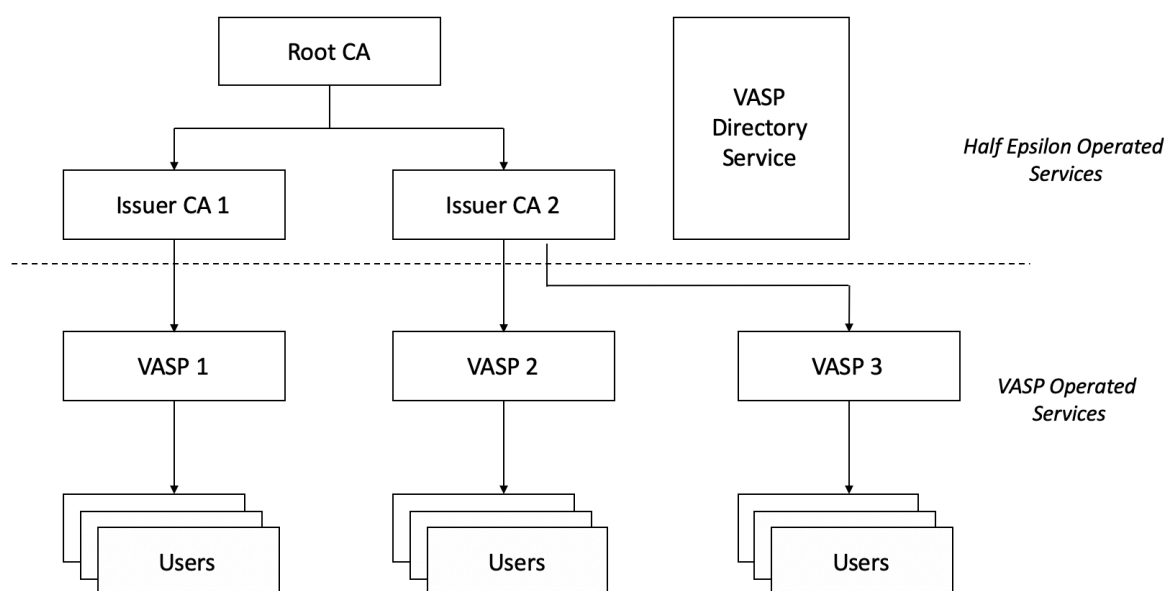 Root CA
VASP
Directory
Service
Half Epsilon Operated
Services
Issuer CA 1
Issuer CA 2
VASP 1
VASP 2
VASP 3
VASP Operated
Services
Users
Users
Users